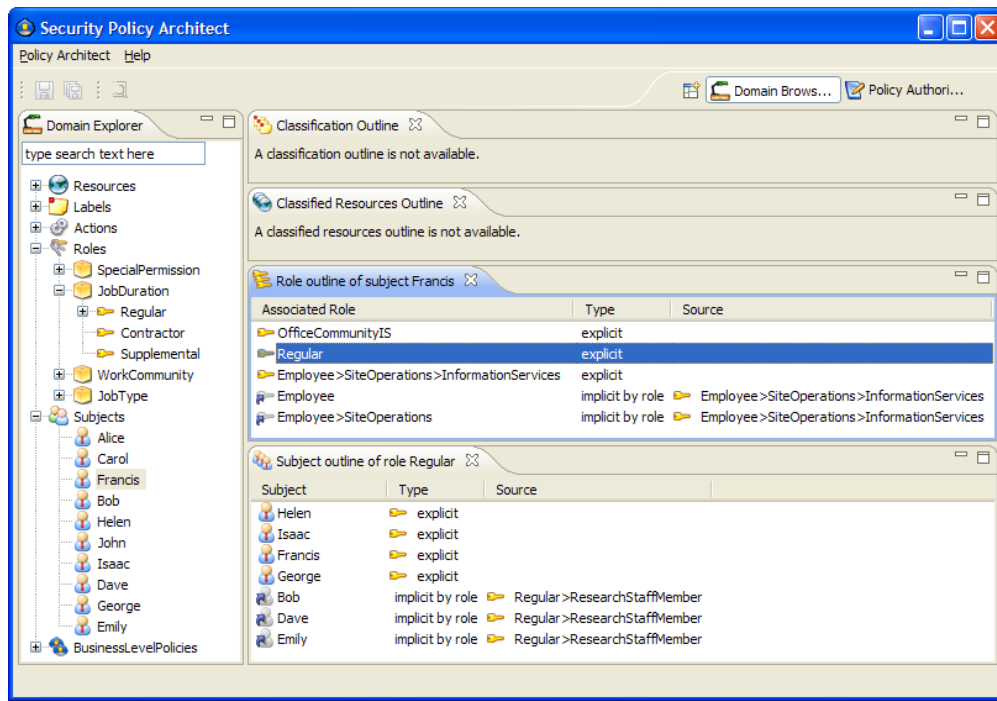 Security Policy Architect
Policy Architect Help
Domain Brows... Policy Authori...
Domain Explorer
type search text here
Resources
Labels
Actions
Roles
SpecialPermission
JobDuration
Regular
Contractor
Supplemental
WorkCommunity
JobType
Subjects
Alice
Carol
Francis
Bob
Helen
John
Isaac
Dave
George
Emily
BusinessLevelPolicies
Classification Outline
A classification outline is not available.
Classified Resources Outline
A classified resources outline is not available.
Role outline of subject Francis
Associated Role Type Source
OfficeCommunityIS explicit
Regular explicit
Employee>SiteOperations>InformationServices explicit
Employee implicit by role Employee>SiteOperations>InformationServices
Employee>SiteOperations implicit by role Employee>SiteOperations>InformationServices
Subject outline of role Regular
Subject Type Source
Helen explicit
Isaac explicit
Francis explicit
George explicit
Bob implicit by role Regular>ResearchStaffMember
Dave implicit by role Regular>ResearchStaffMember
Emily implicit by role Regular>ResearchStaffMember